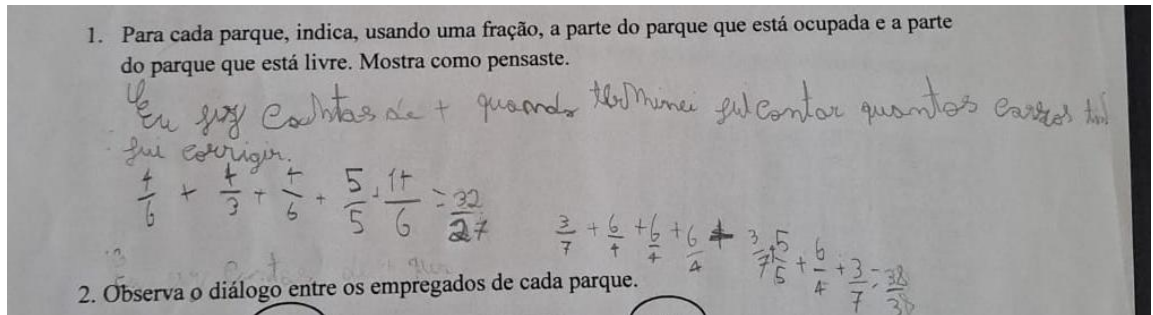 1. Para cada parque, indica, usando uma fração, a parte do parque que está ocupada e a parte
do parque que está livre. Mostra como pensaste.
Eu fiz contas de + quando terminei fui contar quantos carros
fui corrigir.
4/6 + 4/3 + 4/6 + 5/5 + 14/6 = 32/27
3/7 + 6/4 + 6/4 + 6/4 + 3/7 + 5/5 + 6/4 + 3/7 = 38/38
2. Observa o diálogo entre os empregados de cada parque.